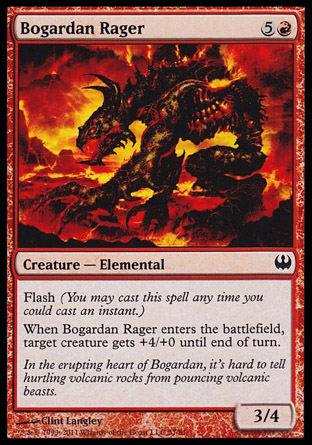 Bogardan Rager 5
Creature — Elemental
Flash (You may cast this spell any time you
could cast an instant.)
When Bogardan Rager enters the battlefield,
target creature gets +4/+0 until end of turn.
In the erupting heart of Bogardan, it's hard to tell
hurtling volcanic rocks from pouncing volcanic
beasts.
Clint Langley
3/4